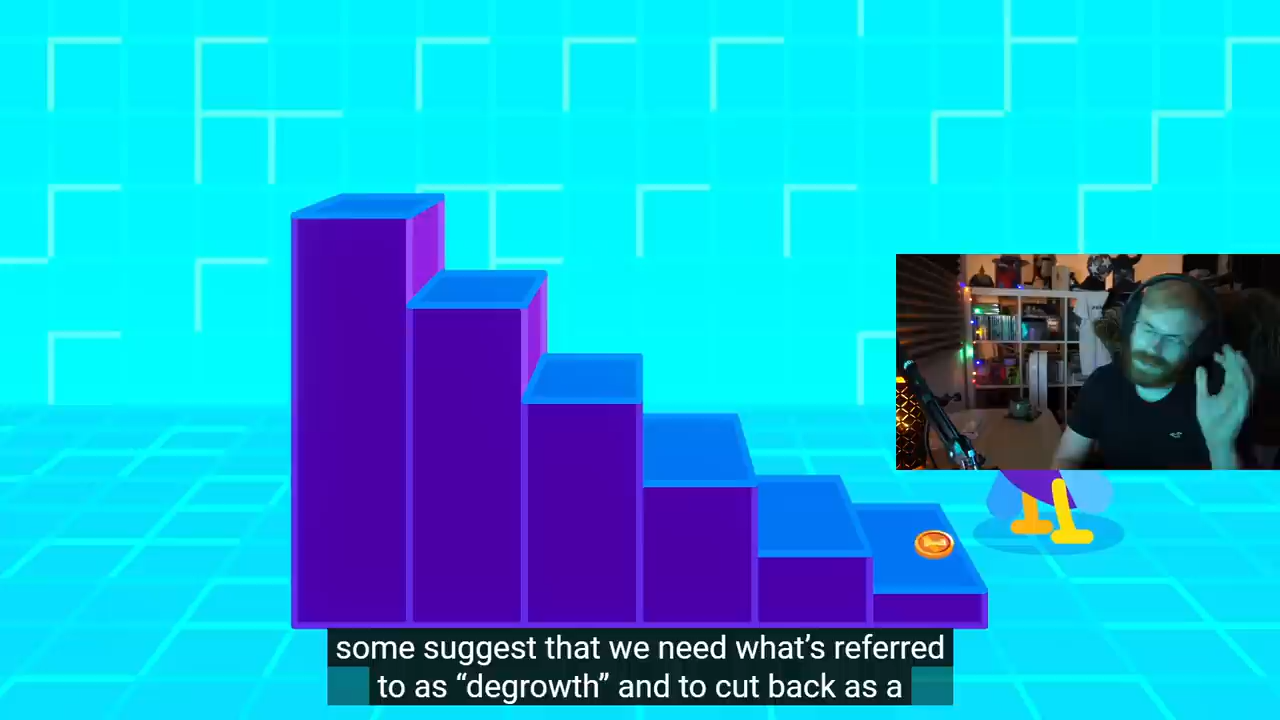 some suggest that we need what’s referred
to as “degrowth” and to cut back as a